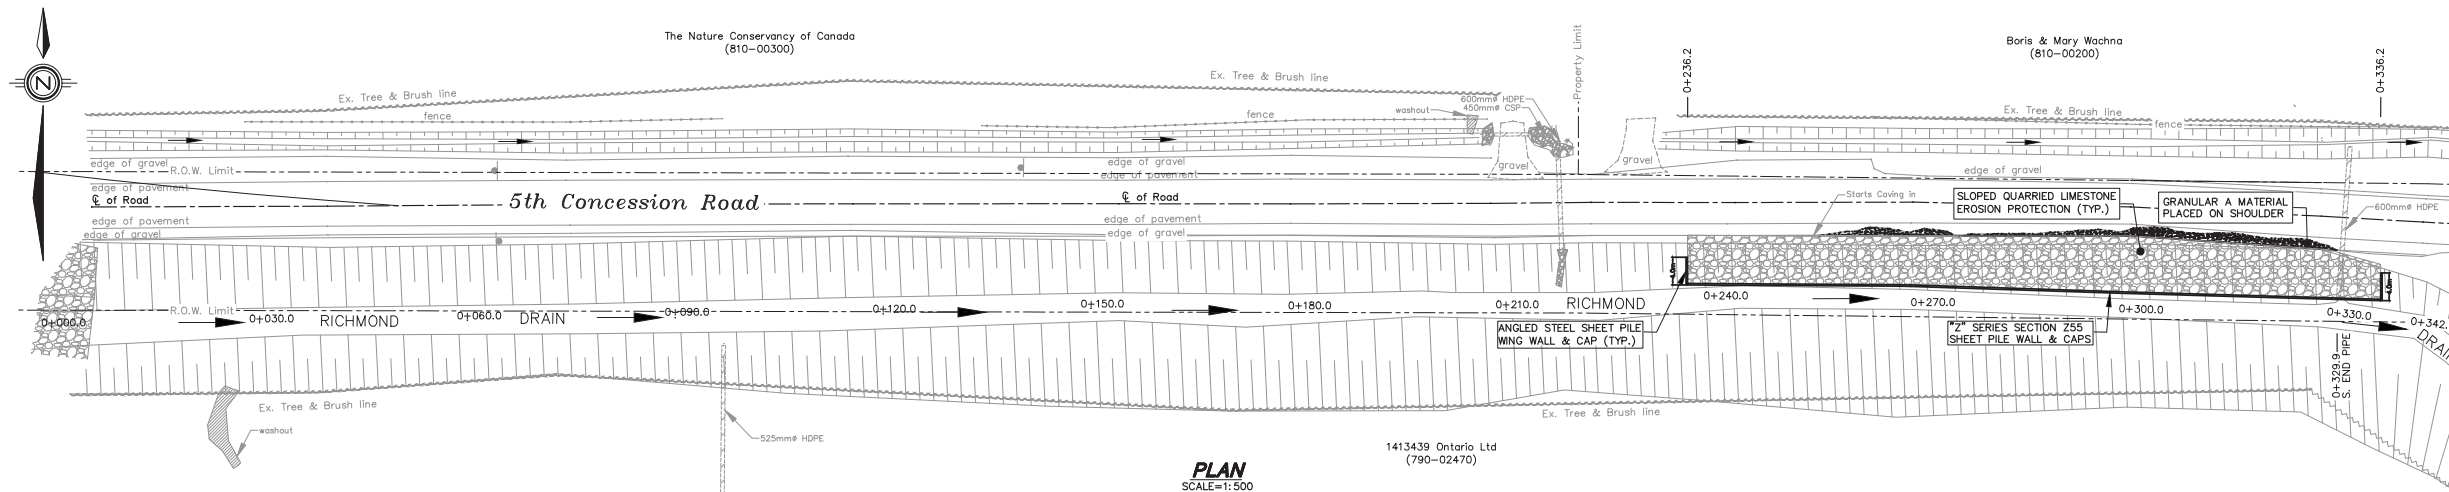 The Nature Conservancy of Canada
(810-00300)
Boris & Mary Wachna
(810-00200)
Property Limit
0+236.2
0+336.2
N
Ex. Tree & Brush line
Ex. Tree & Brush line
Ex. Tree & Brush line
600mmø HDPE
450mmø CSP
washout
fence
fence
fence
edge of gravel
edge of gravel
gravel
gravel
edge of gravel
R.O.W. Limit
edge of pavement
edge of pavement
℄ of Road
5th Concession Road
℄ of Road
Starts Caving in
SLOPED QUARRIED LIMESTONE
EROSION PROTECTION (TYP.)
GRANULAR A MATERIAL
PLACED ON SHOULDER
600mmø HDPE
edge of pavement
edge of pavement
edge of gravel
edge of gravel
4.0m
4.0m
R.O.W. Limit
0+000.0
0+030.0
RICHMOND
0+060.0
DRAIN
0+090.0
0+120.0
0+150.0
0+180.0
0+210.0
RICHMOND
0+240.0
0+270.0
0+300.0
0+330.0
0+342.
DRAI
ANGLED STEEL SHEET PILE
WING WALL & CAP (TYP.)
"Z" SERIES SECTION Z55
SHEET PILE WALL & CAPS
0+329.9
S. END PIPE
Ex. Tree & Brush line
Ex. Tree & Brush line
washout
525mmø HDPE
1413439 Ontario Ltd
(790-02470)
PLAN
SCALE=1:500